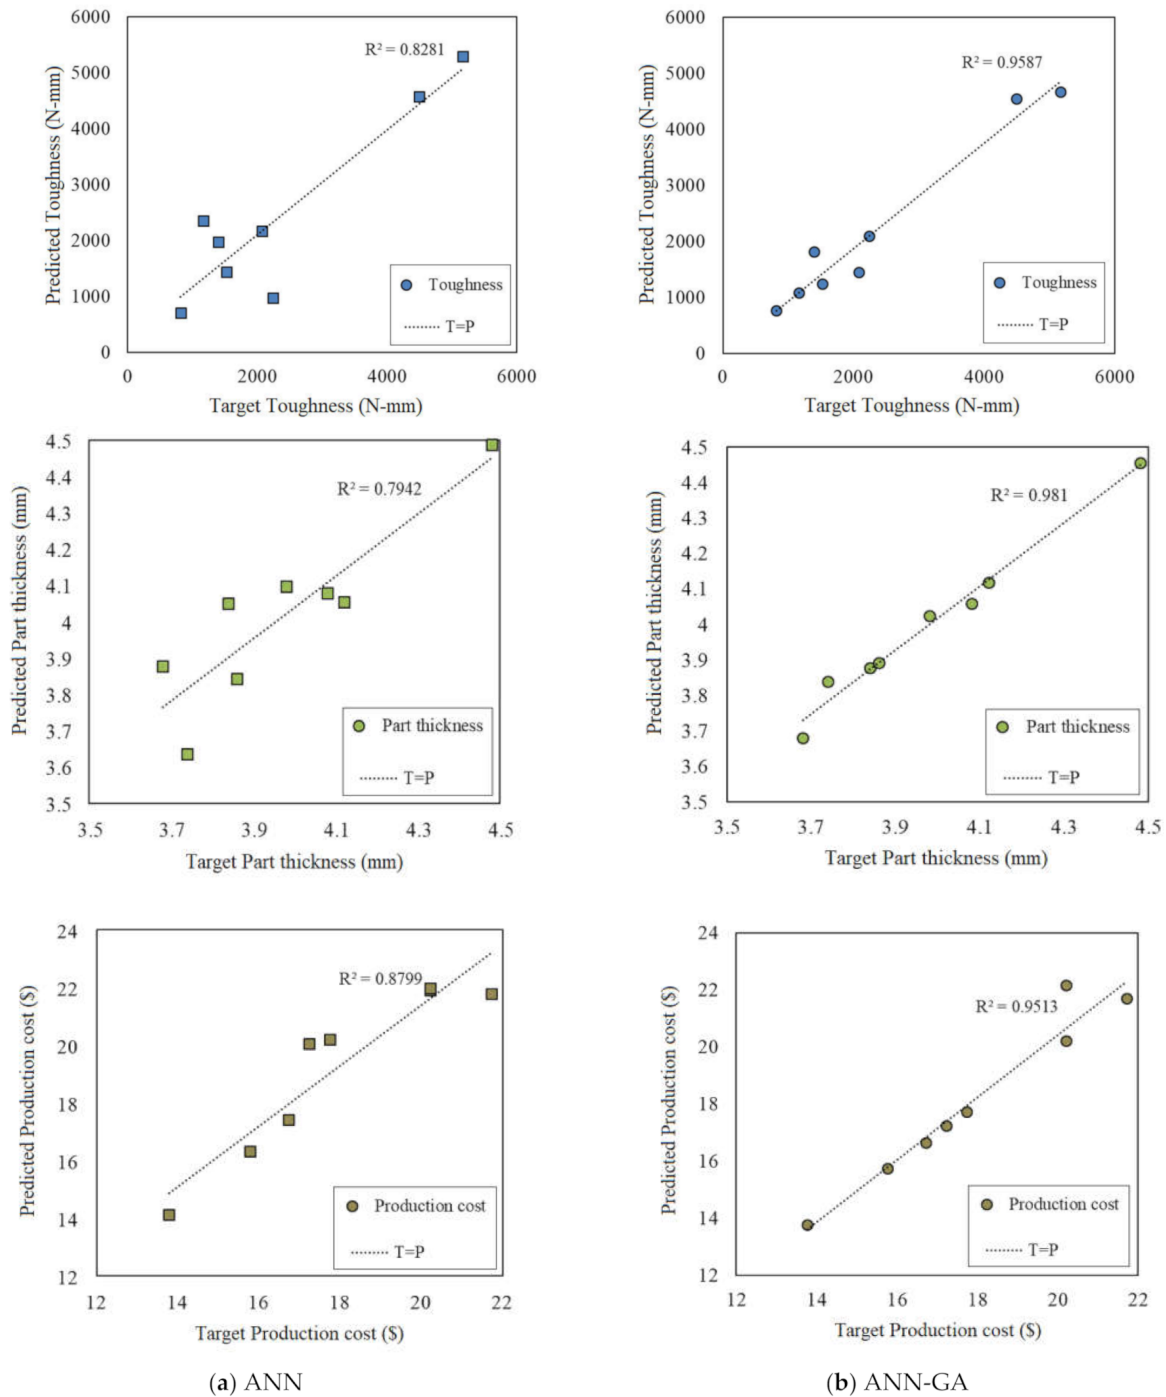 6000
5000
4000
3000
2000
1000
0
Predicted Toughness (N-mm)
R² = 0.8281
Toughness
T=P
0 2000 4000 6000
Target Toughness (N-mm)
6000
5000
4000
3000
2000
1000
0
Predicted Toughness (N-mm)
R² = 0.9587
Toughness
T=P
0 2000 4000 6000
Target Toughness (N-mm)
4.5
4.4
4.3
4.2
4.1
4
3.9
3.8
3.7
3.6
3.5
Predicted Part thickness (mm)
R² = 0.7942
Part thickness
T=P
3.5 3.7 3.9 4.1 4.3 4.5
Target Part thickness (mm)
4.5
4.4
4.3
4.2
4.1
4
3.9
3.8
3.7
3.6
3.5
Predicted Part thickness (mm)
R² = 0.981
Part thickness
T=P
3.5 3.7 3.9 4.1 4.3 4.5
Target Part thickness (mm)
24
22
20
18
16
14
12
Predicted Production cost ($)
R² = 0.8799
Production cost
T=P
12 14 16 18 20 22
Target Production cost ($)
24
22
20
18
16
14
12
Predicted Production cost ($)
R² = 0.9513
Production cost
T=P
12 14 16 18 20 22
Target Production cost ($)
(a) ANN
(b) ANN-GA